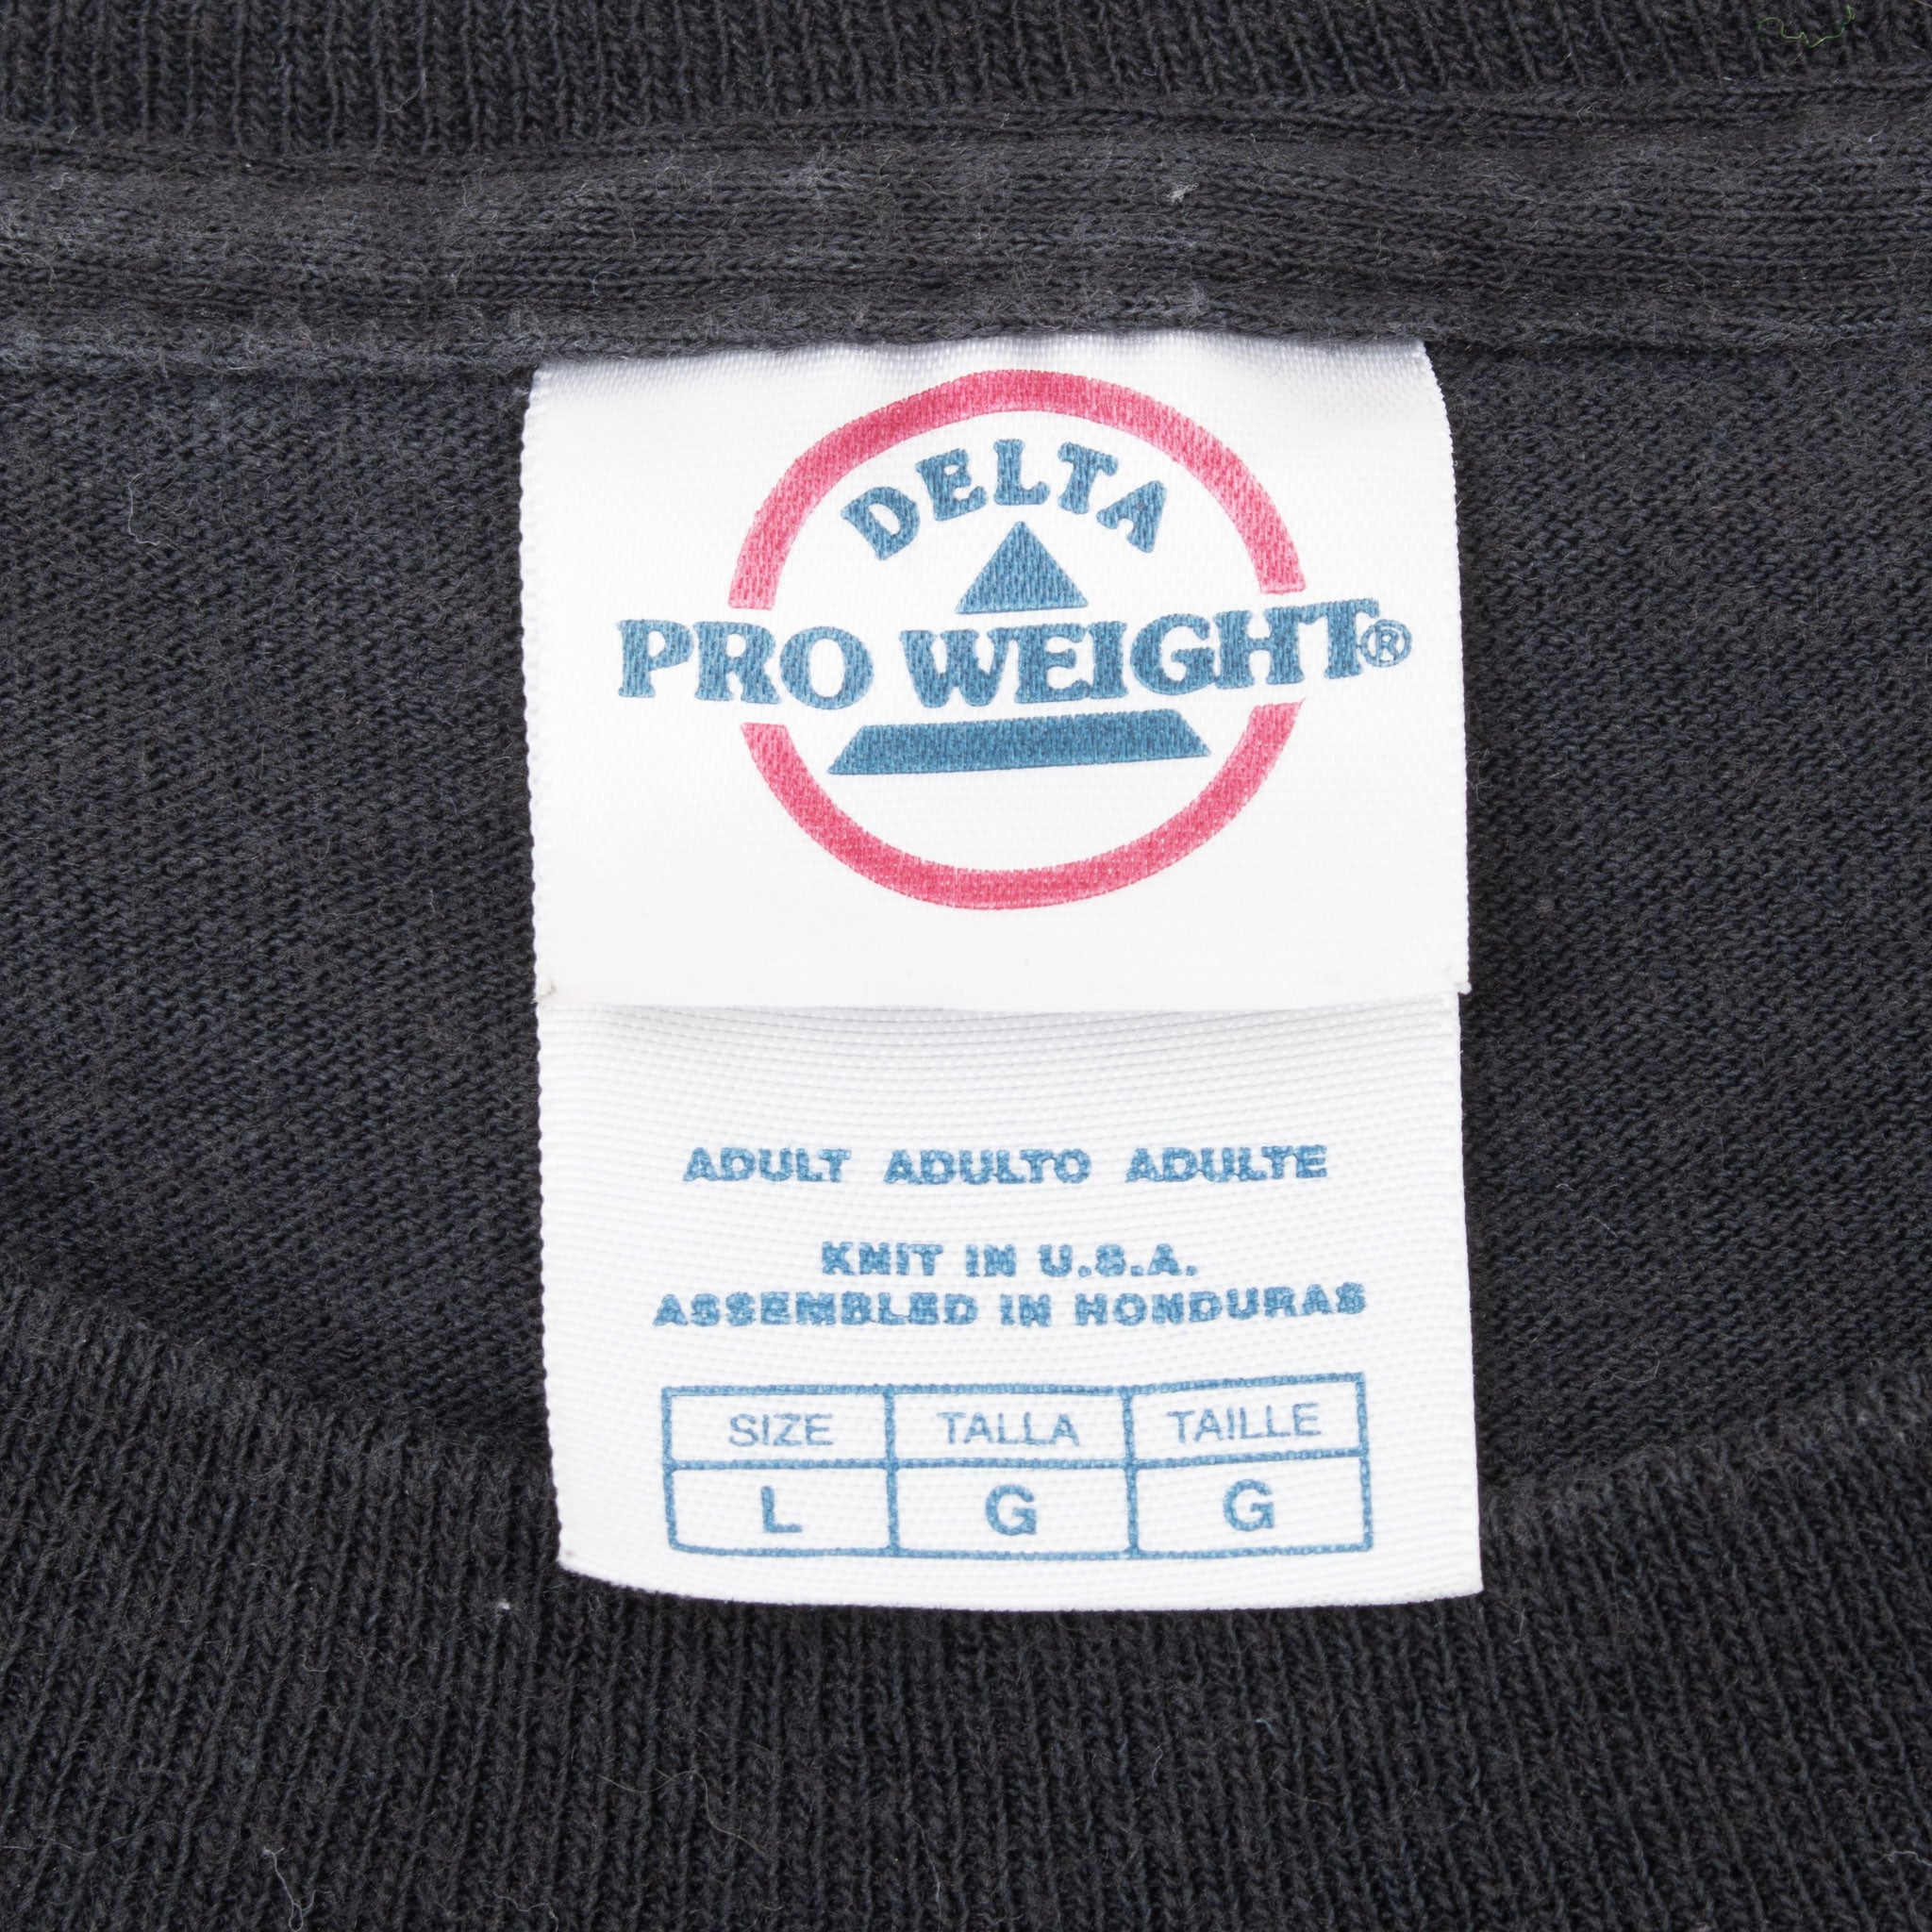 DELTA
PRO WEIGHT®
ADULT ADULTO ADULTE
KNIT IN U.S.A.
ASSEMBLED IN HONDURAS
SIZE TALLA TAILLE
L G G